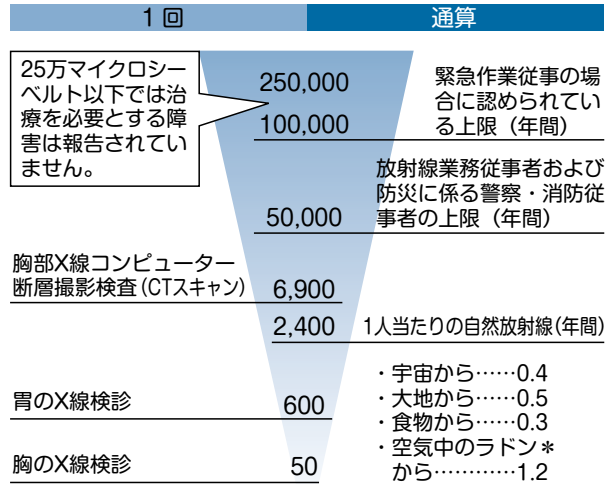 1回
通算
25万マイクロシー
ベルト以下では治
療を必要とする障
害は報告されてい
ません。
250,000
100,000
緊急作業従事の場
合に認められてい
る上限（年間）
放射線業務従事者および
防災に係る警察・消防従
事者の上限（年間）
50,000
胸部X線コンピューター
断層撮影検査(CTスキャン)
6,900
2,400
1人当たりの自然放射線(年間)
・宇宙から……0.4
・大地から……0.5
・食物から……0.3
・空気中のラドン＊
から…………1.2
胃のX線検診
600
胸のX線検診
50